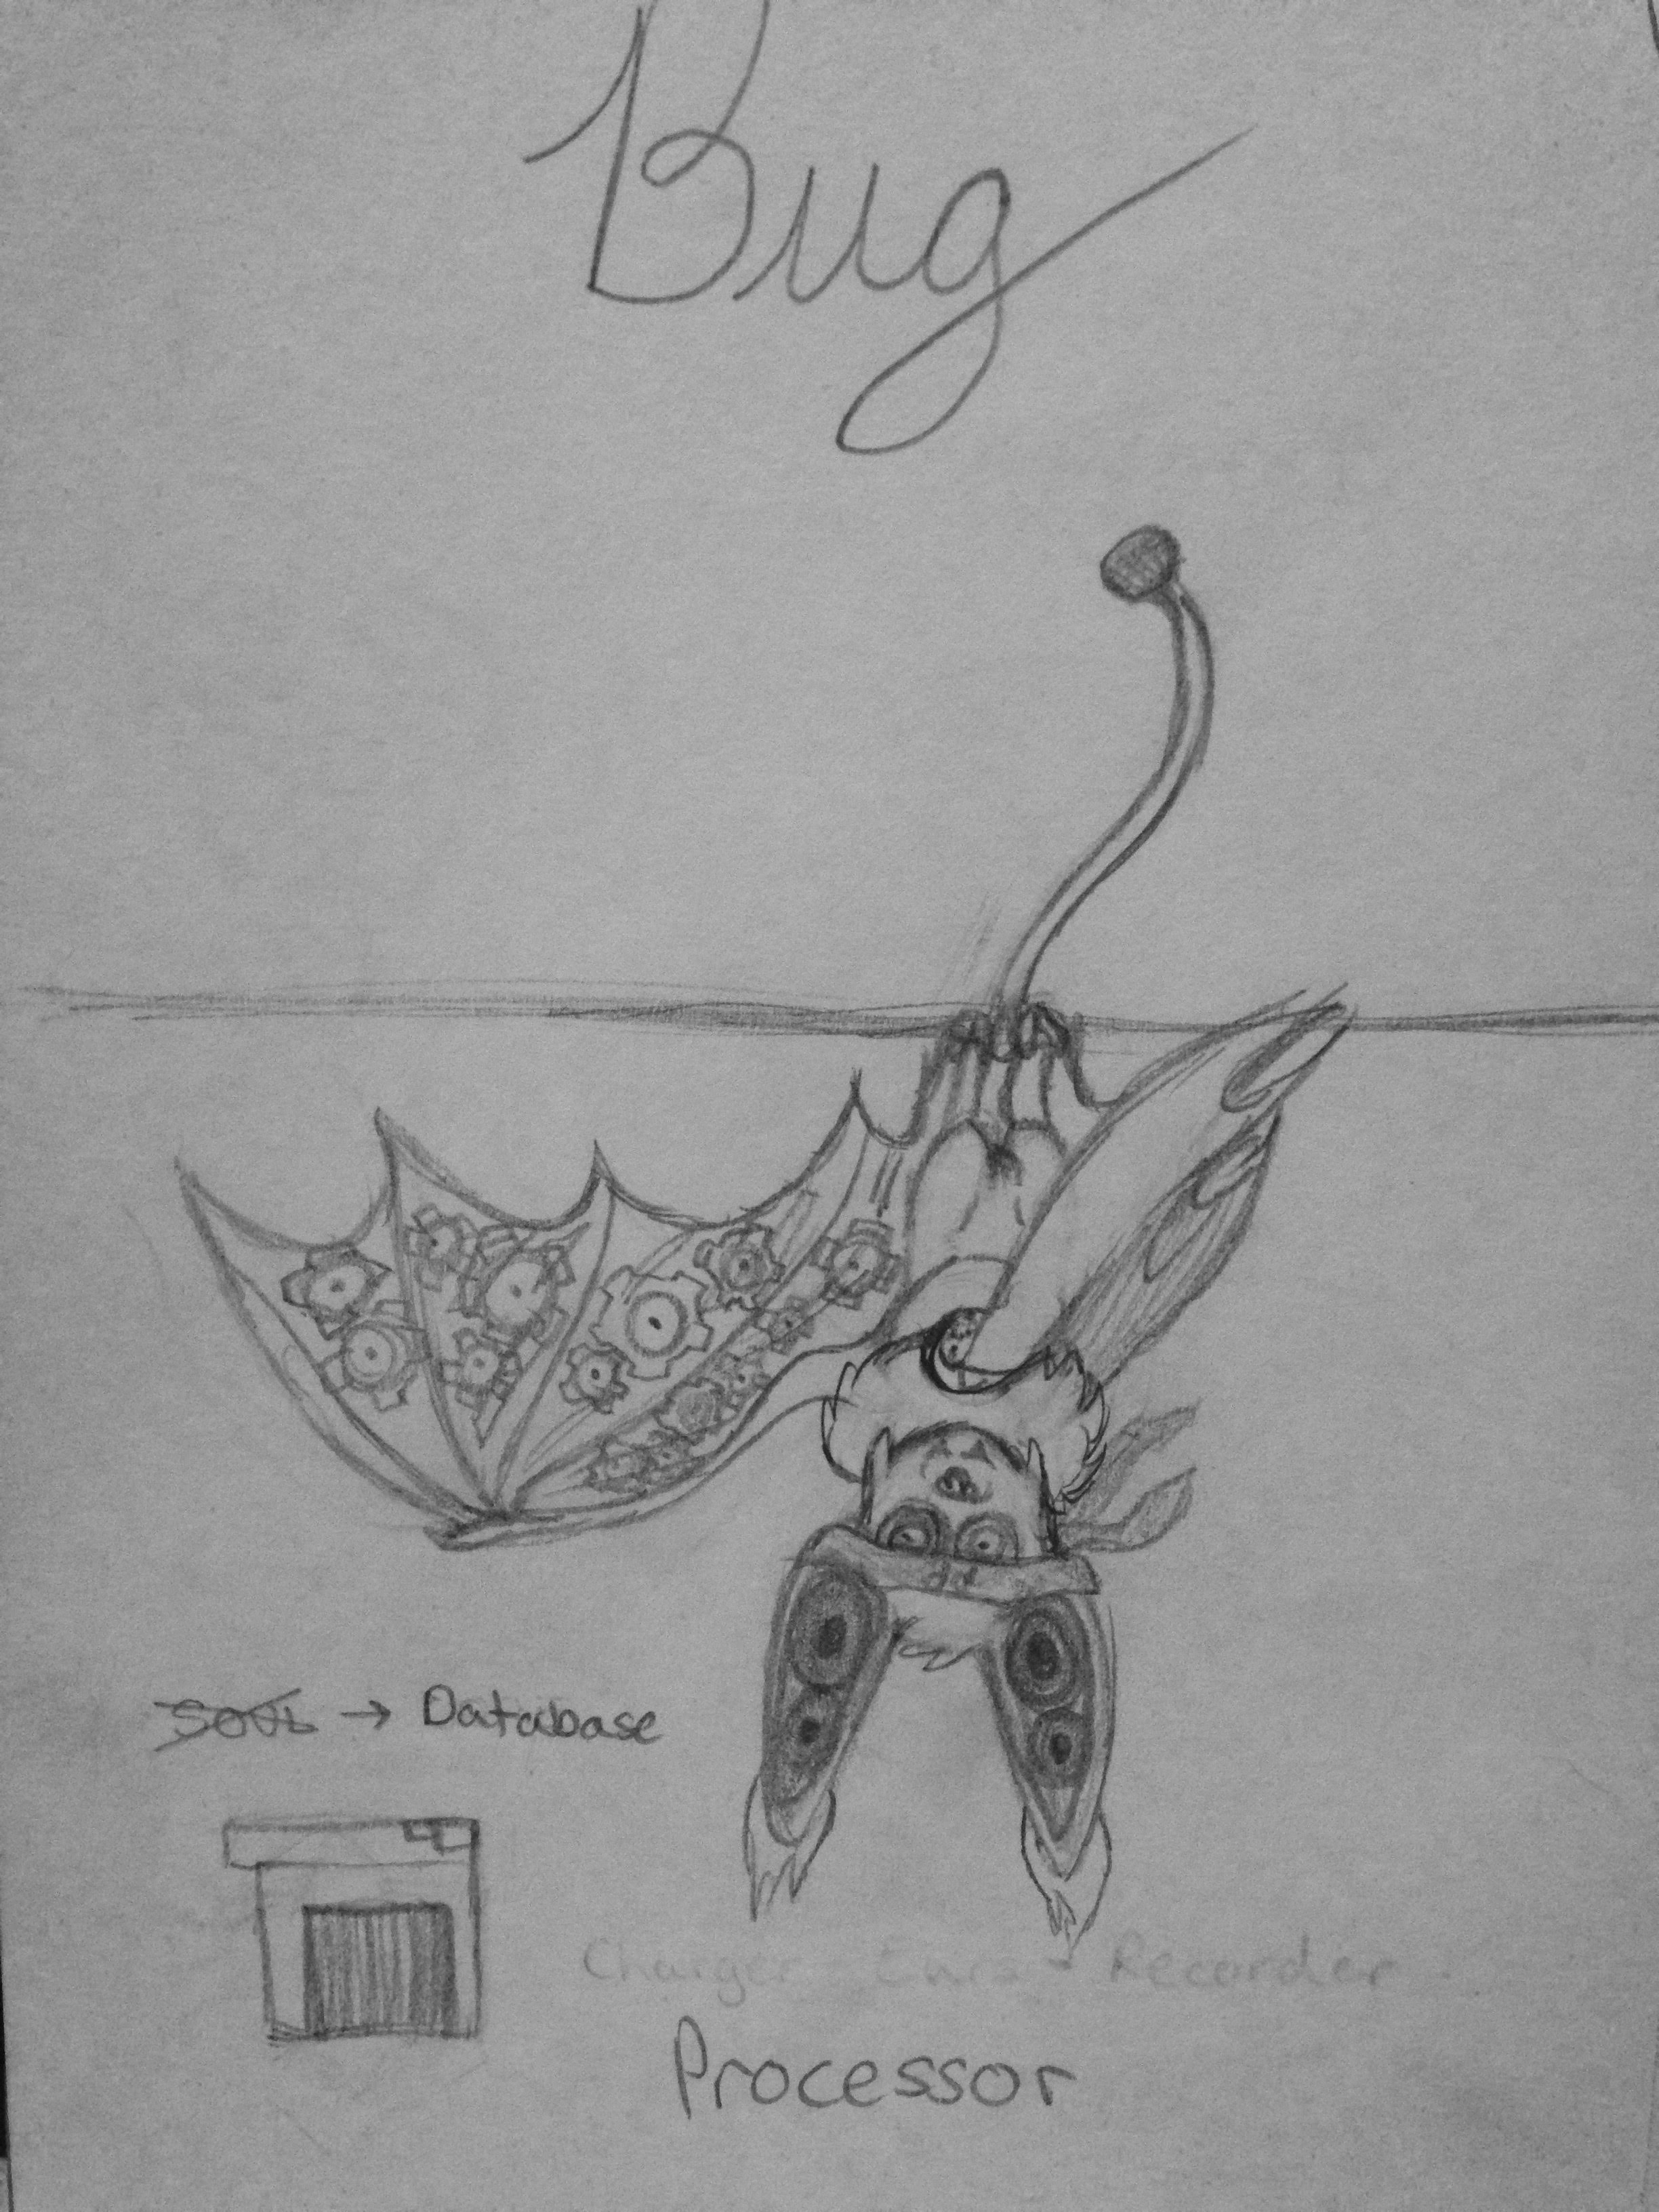 Bug
SOUL → Database
Charger - Ears - Recorder
Processor